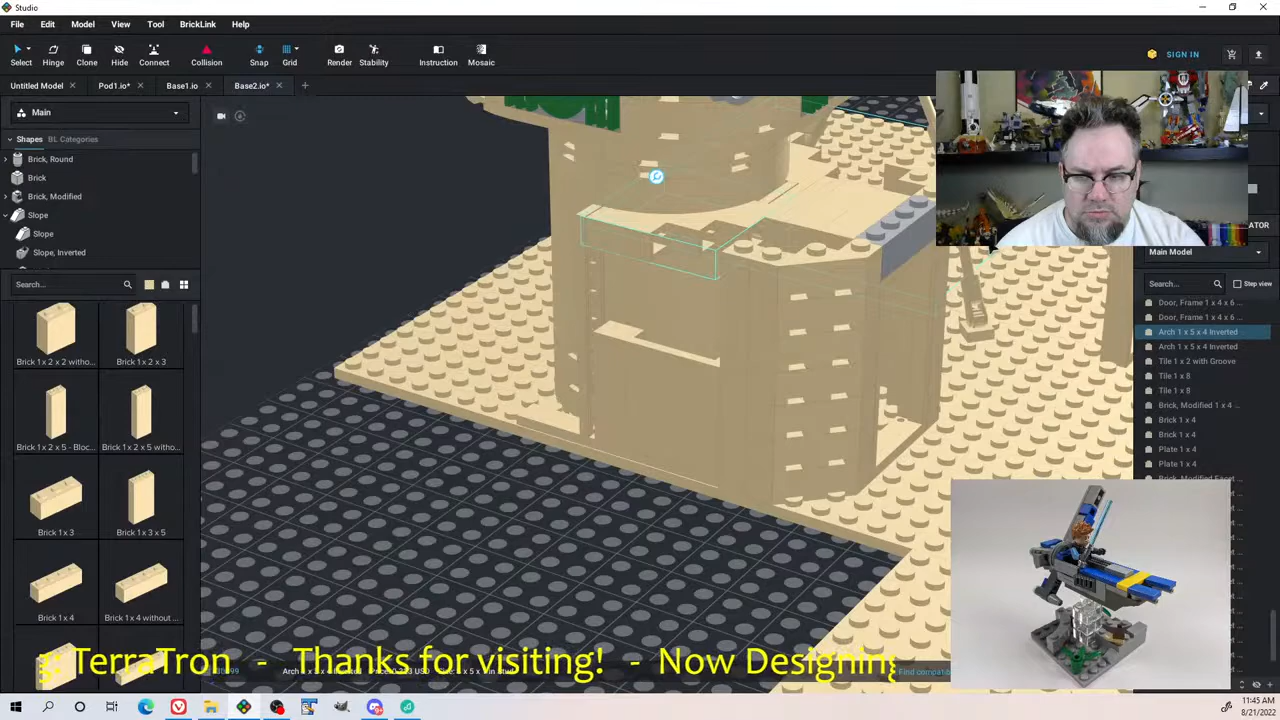 Studio
File Edit Model View Tool BrickLink Help
Select Hinge Clone Hide Connect Collision Snap Grid Render Stability Instruction Mosaic
SIGN IN
Untitled Model Pod1.io* Base1.io Base2.io*
Main
Shapes BL Categories
Brick, Round
Brick
Brick, Modified
Slope
Slope
Slope, Inverted
Search...
Brick 1 x 2 x 2 witho... Brick 1 x 2 x 3
Brick 1 x 2 x 5 - Bloc... Brick 1 x 2 x 5 witho...
Brick 1 x 3 Brick 1 x 3 x 5
Brick 1 x 4 Brick 1 x 4 without ...
Main Model
Search... Step view
Door, Frame 1 x 4 x 6 ...
Door, Frame 1 x 4 x 6 ...
Arch 1 x 5 x 4 Inverted
Arch 1 x 5 x 4 Inverted
Tile 1 x 2 with Groove
Tile 1 x 8
Tile 1 x 8
Brick, Modified 1 x 4 ...
Brick 1 x 4
Brick 1 x 4
Plate 1 x 4
Plate 1 x 4
TerraTron - Thanks for visiting! - Now Designing
11:45 AM
8/21/2022